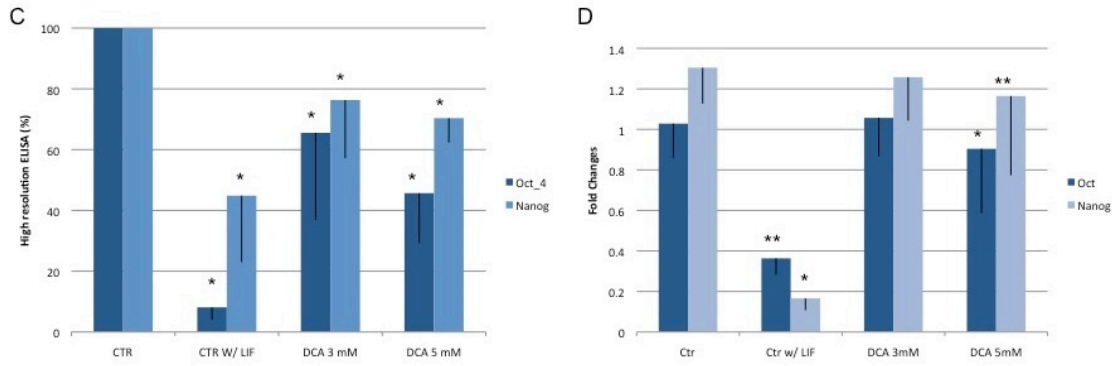 C
High resolution ELISA (%)
100
80
60
40
20
0
* * * * * *
CTR CTR W/ LIF DCA 3 mM DCA 5 mM
Oct_4
Nanog
D
Fold Changes
1.4
1.2
1
0.8
0.6
0.4
0.2
0
** * * **
Ctr Ctr w/ LIF DCA 3mM DCA 5mM
Oct
Nanog